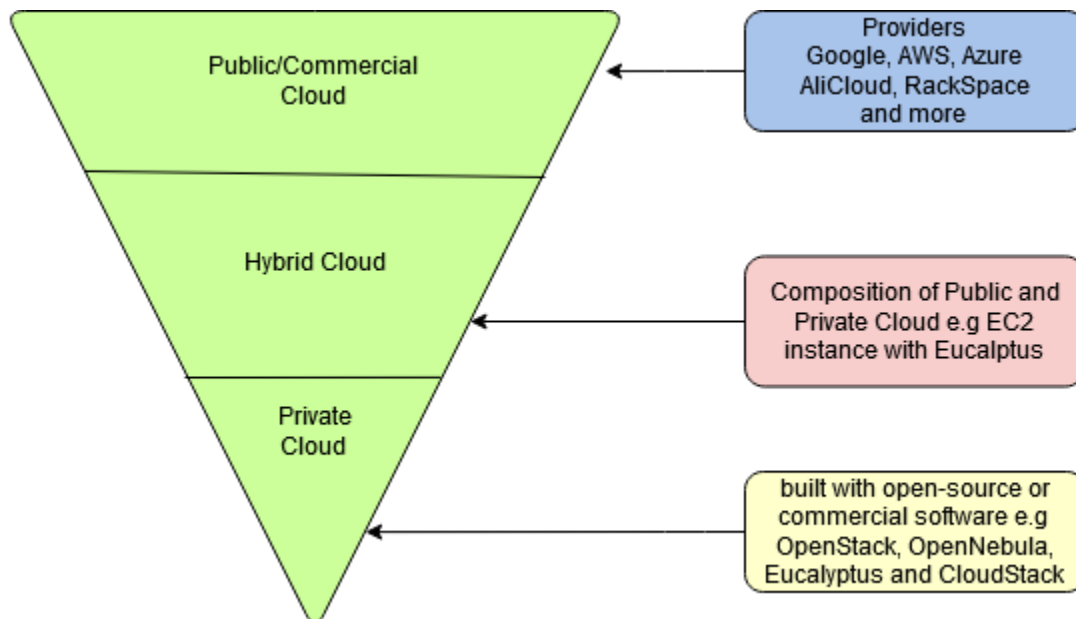 Public/Commercial
Cloud
Providers
Google, AWS, Azure
AliCloud, RackSpace
and more
Hybrid Cloud
Composition of Public and
Private Cloud e.g EC2
instance with Eucalptus
Private
Cloud
built with open-source or
commercial software e.g
OpenStack, OpenNebula,
Eucalyptus and CloudStack